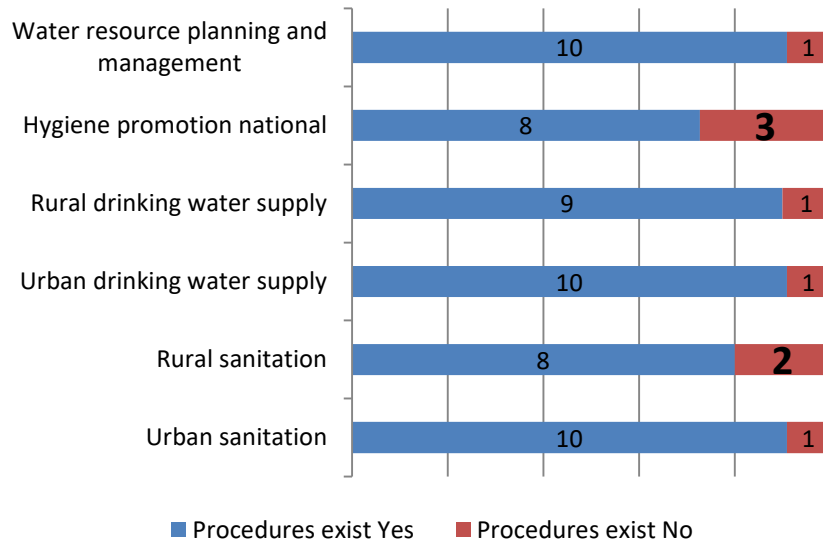 Water resource planning and
management
10 1
Hygiene promotion national
8 3
Rural drinking water supply
9 1
Urban drinking water supply
10 1
Rural sanitation
8 2
Urban sanitation
10 1
Procedures exist Yes Procedures exist No